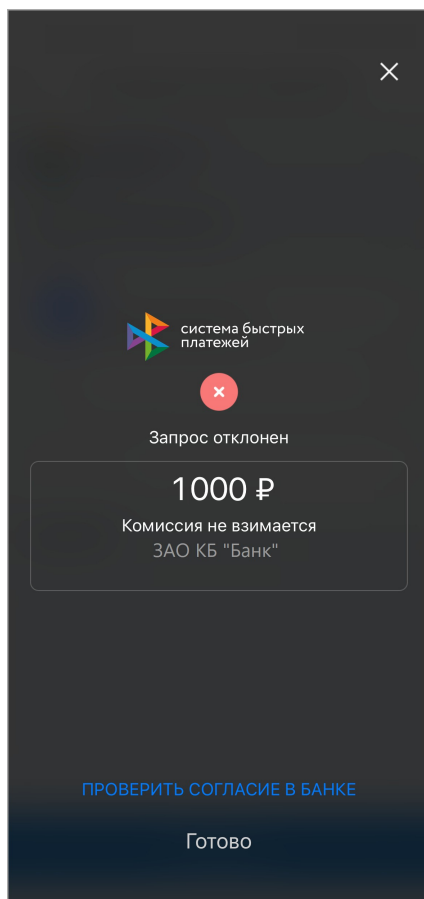 система быстрых
платежей
Запрос отклонен
1000 ₽
Комиссия не взимается
ЗАО КБ "Банк"
ПРОВЕРИТЬ СОГЛАСИЕ В БАНКЕ
Готово